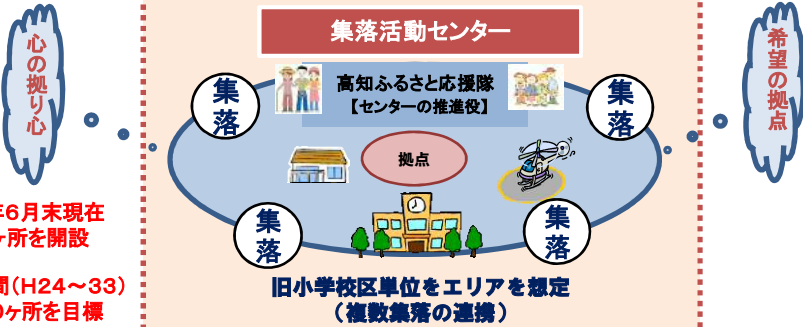 集落活動センター
心の拠り心
希望の拠点
高知ふるさと応援隊
【センターの推進役】
集落
集落
拠点
集落
集落
年6月末現在
ヶ所を開設
間（H24～33）
0ヶ所を目標
旧小学校区単位をエリアを想定
（複数集落の連携）